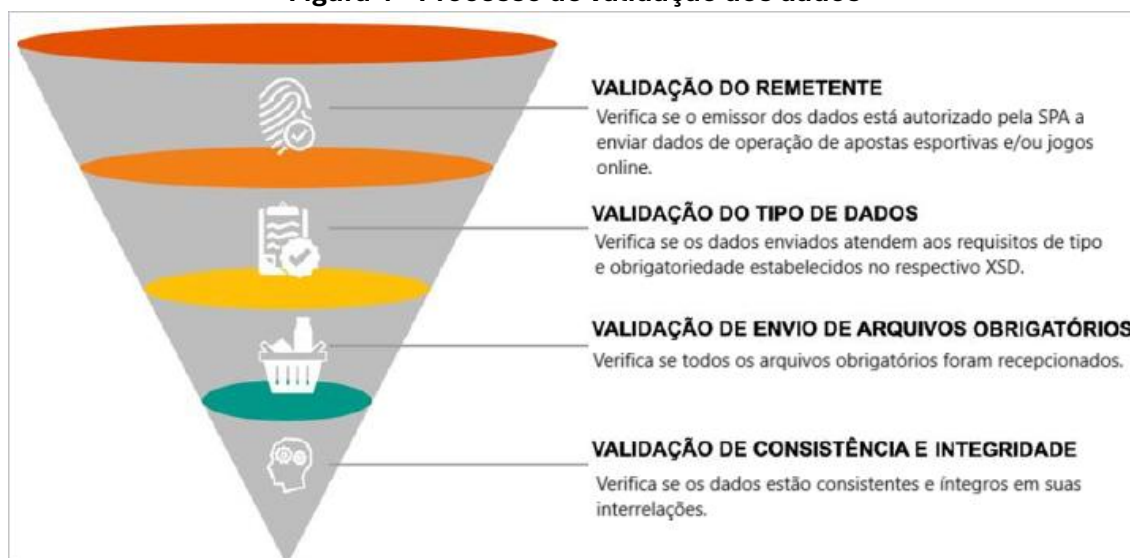 VALIDAÇÃO DO REMETENTE
Verifica se o emissor dos dados está autorizado pela SPA a
enviar dados de operação de apostas esportivas e/ou jogos
online.
VALIDAÇÃO DO TIPO DE DADOS
Verifica se os dados enviados atendem aos requisitos de tipo
e obrigatoriedade estabelecidos no respectivo XSD.
VALIDAÇÃO DE ENVIO DE ARQUIVOS OBRIGATÓRIOS
Verifica se todos os arquivos obrigatórios foram recepcionados.
VALIDAÇÃO DE CONSISTÊNCIA E INTEGRIDADE
Verifica se os dados estão consistentes e íntegros em suas
interrelações.